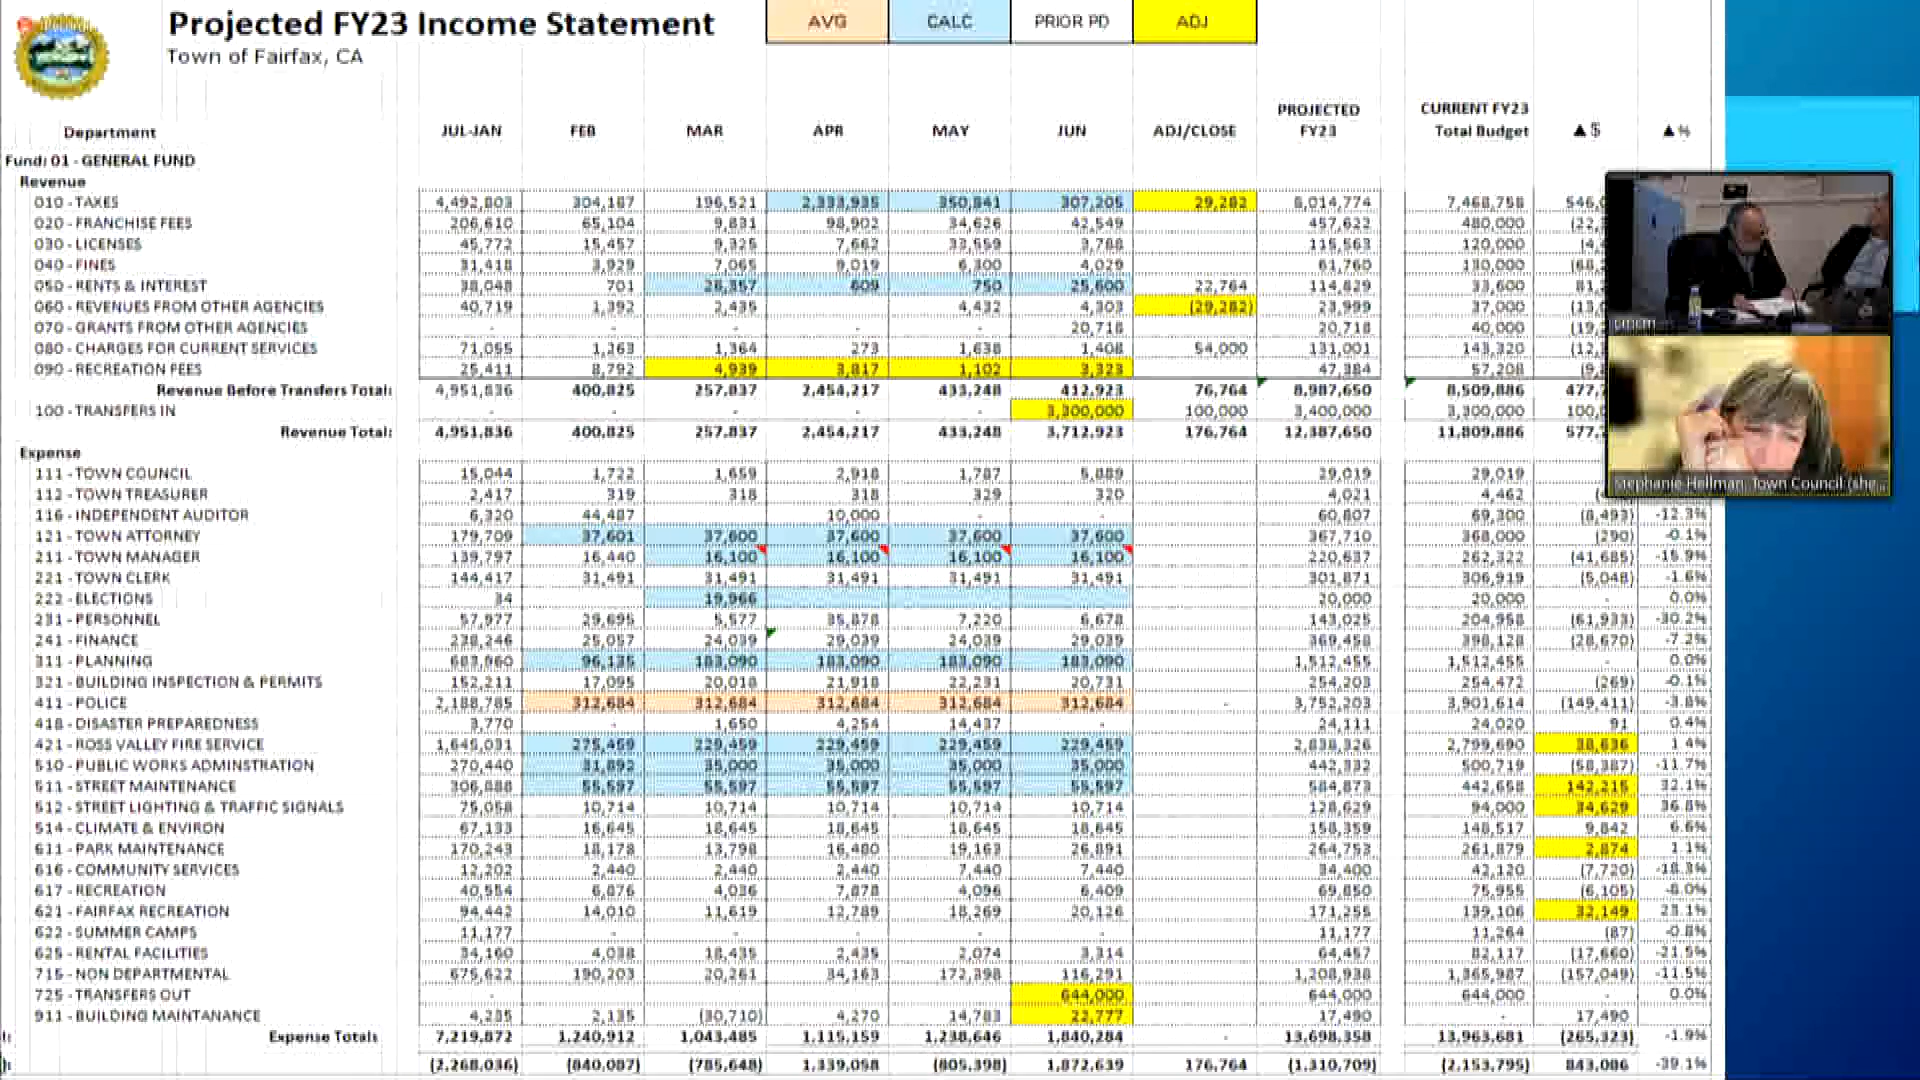 Projected FY23 Income Statement AVG CALC PRIOR PD ADJ
Town of Fairfax, CA
PROJECTED CURRENT FY23
Department JUL-JAN FEB MAR APR MAY JUN ADJ/CLOSE FY23 Total Budget ▲$ ▲%
Fund: 01 - GENERAL FUND
Revenue
010 - TAXES 4,492,803 304,187 196,521 2,333,935 350,841 307,205 29,282 8,014,774 7,468,758 546,
020 - FRANCHISE FEES 206,610 65,104 9,831 98,902 34,626 42,549 457,622 480,000 (22,
030 - LICENSES 45,772 15,457 9,325 7,662 33,559 3,788 115,563 120,000 (4,4
040 - FINES 31,418 3,929 7,065 9,019 6,300 4,029 61,760 130,000 (68,2
050 - RENTS & INTEREST 38,048 701 26,357 609 750 25,600 22,764 114,829 33,600 81,
060 - REVENUES FROM OTHER AGENCIES 40,719 1,392 2,435 - 4,432 4,303 (29,282) 23,999 37,000 (13,
070 - GRANTS FROM OTHER AGENCIES - - - - - 20,718 20,718 40,000 (19,
080 - CHARGES FOR CURRENT SERVICES 71,055 1,263 1,364 273 1,638 1,408 54,000 131,001 143,320 (12,
090 - RECREATION FEES 25,411 8,792 4,939 3,817 1,102 3,323 47,384 57,208 (9,8
Revenue Before Transfers Total: 4,951,836 400,825 257,837 2,454,217 433,248 412,923 76,764 8,987,650 8,509,886 477,
100 - TRANSFERS IN - - - - - 3,300,000 100,000 3,400,000 3,300,000 100,
Revenue Total: 4,951,836 400,825 257,837 2,454,217 433,248 3,712,923 176,764 12,387,650 11,809,886 577,
Expense
111 - TOWN COUNCIL 15,044 1,722 1,659 2,918 1,787 5,889 29,019 29,019
112 - TOWN TREASURER 2,417 319 318 318 329 320 4,021 4,462
116 - INDEPENDENT AUDITOR 6,320 44,487 - 10,000 - - 60,807 69,300 (8,493) -12.3%
121 - TOWN ATTORNEY 179,709 37,601 37,600 37,600 37,600 37,600 367,710 368,000 (290) -0.1%
211 - TOWN MANAGER 139,797 16,440 16,100 16,100 16,100 16,100 220,637 262,322 (41,685) -15.9%
221 - TOWN CLERK 144,417 31,491 31,491 31,491 31,491 31,491 301,871 306,919 (5,048) -1.6%
222 - ELECTIONS 34 19,966 20,000 20,000 - 0.0%
231 - PERSONNEL 57,977 29,695 5,577 35,878 7,220 6,678 143,025 204,958 (61,933) -30.2%
241 - FINANCE 238,246 25,057 24,039 29,039 24,039 29,039 369,458 398,128 (28,670) -7.2%
311 - PLANNING 683,960 96,135 183,090 183,090 183,090 183,090 1,512,455 1,512,455 - 0.0%
321 - BUILDING INSPECTION & PERMITS 152,211 17,095 20,018 21,918 22,231 20,731 254,203 254,472 (269) -0.1%
411 - POLICE 2,188,785 312,684 312,684 312,684 312,684 312,684 - 3,752,203 3,901,614 (149,411) -3.8%
418 - DISASTER PREPAREDNESS 3,770 - 1,650 4,254 14,437 - 24,111 24,020 91 0.4%
421 - ROSS VALLEY FIRE SERVICE 1,645,031 275,459 229,459 229,459 229,459 229,459 2,838,326 2,799,690 38,636 1.4%
510 - PUBLIC WORKS ADMINSTRATION 270,440 31,892 35,000 35,000 35,000 35,000 442,332 500,719 (58,387) -11.7%
511 - STREET MAINTENANCE 306,888 55,597 55,597 55,597 55,597 55,597 584,873 442,658 142,215 32.1%
512 - STREET LIGHTING & TRAFFIC SIGNALS 75,058 10,714 10,714 10,714 10,714 10,714 128,629 94,000 34,629 36.8%
514 - CLIMATE & ENVIRON 67,133 16,645 18,645 18,645 18,645 18,645 158,359 148,517 9,842 6.6%
611 - PARK MAINTENANCE 170,243 18,178 13,798 16,480 19,163 26,891 264,753 261,879 2,874 1.1%
616 - COMMUNITY SERVICES 12,202 2,440 2,440 2,440 7,440 7,440 34,400 42,120 (7,720) -18.3%
617 - RECREATION 40,554 6,876 4,036 7,878 4,096 6,409 69,850 75,955 (6,105) -8.0%
621 - FAIRFAX RECREATION 94,442 14,010 11,619 12,789 18,269 20,126 171,255 139,106 32,149 23.1%
622 - SUMMER CAMPS 11,177 - - - - - 11,177 11,264 (87) -0.8%
625 - RENTAL FACILITIES 34,160 4,038 18,435 2,435 2,074 3,314 64,457 82,117 (17,660) -21.5%
715 - NON DEPARTMENTAL 675,622 190,203 20,261 34,163 172,398 116,291 1,208,938 1,365,987 (157,049) -11.5%
725 - TRANSFERS OUT - 644,000 644,000 644,000 - 0.0%
911 - BUILDING MAINTANANCE 4,235 2,135 (30,710) 4,270 14,783 22,777 17,490 - 17,490
Expense Totals 7,219,872 1,240,912 1,043,485 1,115,159 1,238,646 1,840,284 - 13,698,358 13,963,681 (265,323) -1.9%
(2,268,036) (840,087) (785,648) 1,339,058 (805,398) 1,872,639 176,764 (1,310,709) (2,153,795) 843,086 -39.1%
Stephanie Hellman, Town Council (she...